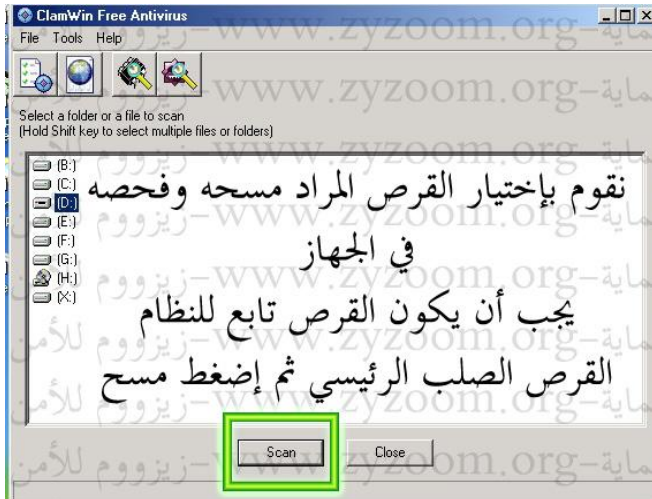 ClamWin Free Antivirus
File Tools Help
Select a folder or a file to scan
(Hold Shift key to select multiple files or folders)
(B:)
(C:)
(D:)
(E:)
(F:)
(G:)
(H:)
(X:)
نقوم بإختيار القرص المراد مسحه وفحصه
في الجهاز
يجب أن يكون القرص تابع للنظام
القرص الصلب الرئيسي ثم إضغط مسح
Scan Close
زيزووم للأمن
www.zyzoom.org